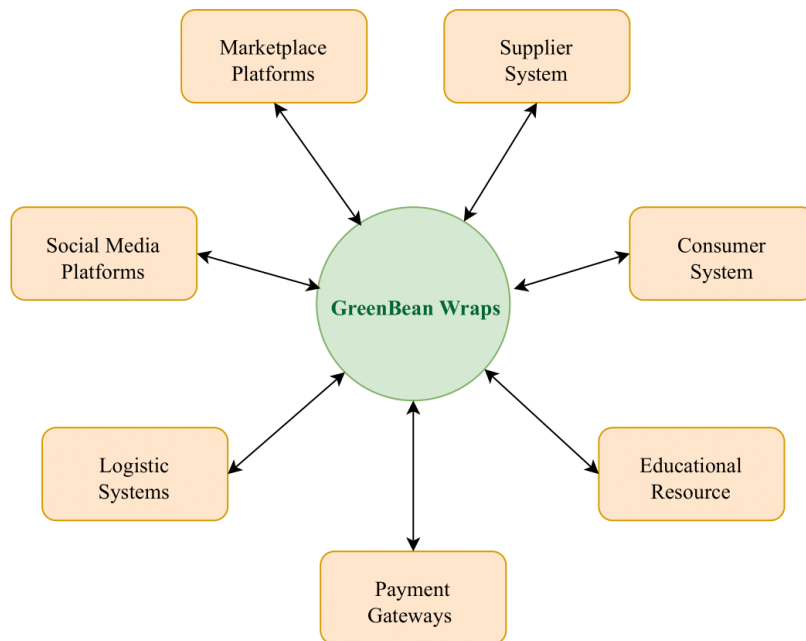 Marketplace
Platforms
Supplier
System
Social Media
Platforms
Consumer
System
GreenBean Wraps
Logistic
Systems
Educational
Resource
Payment
Gateways